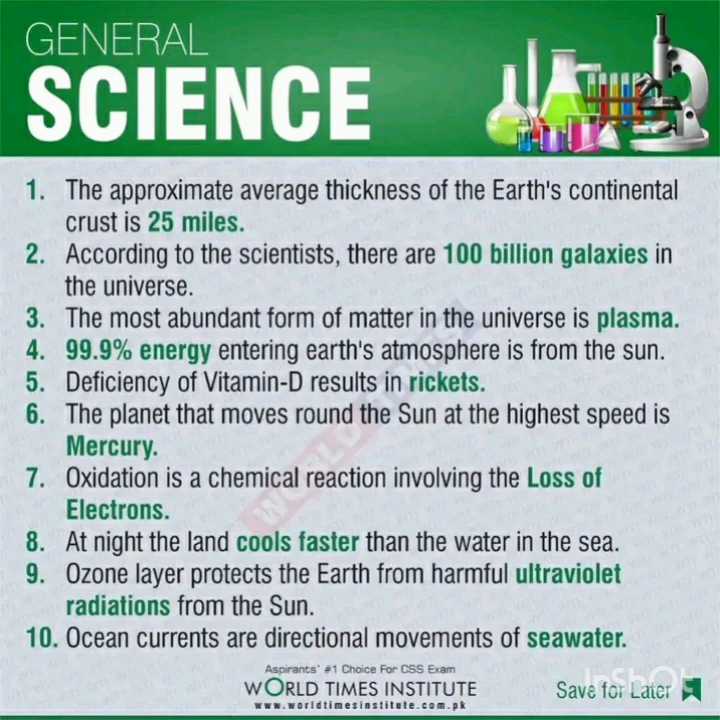 GENERAL
SCIENCE
1. The approximate average thickness of the Earth's continental
crust is 25 miles.
2. According to the scientists, there are 100 billion galaxies in
the universe.
3. The most abundant form of matter in the universe is plasma.
4. 99.9% energy entering earth's atmosphere is from the sun.
5. Deficiency of Vitamin-D results in rickets.
6. The planet that moves round the Sun at the highest speed is
Mercury.
7. Oxidation is a chemical reaction involving the Loss of
Electrons.
8. At night the land cools faster than the water in the sea.
9. Ozone layer protects the Earth from harmful ultraviolet
radiations from the Sun.
10. Ocean currents are directional movements of seawater.
Aspirants' #1 Choice For CSS Exam
WORLD TIMES INSTITUTE
www.worldtimesinstitute.com.pk
Save for Later
InShOt